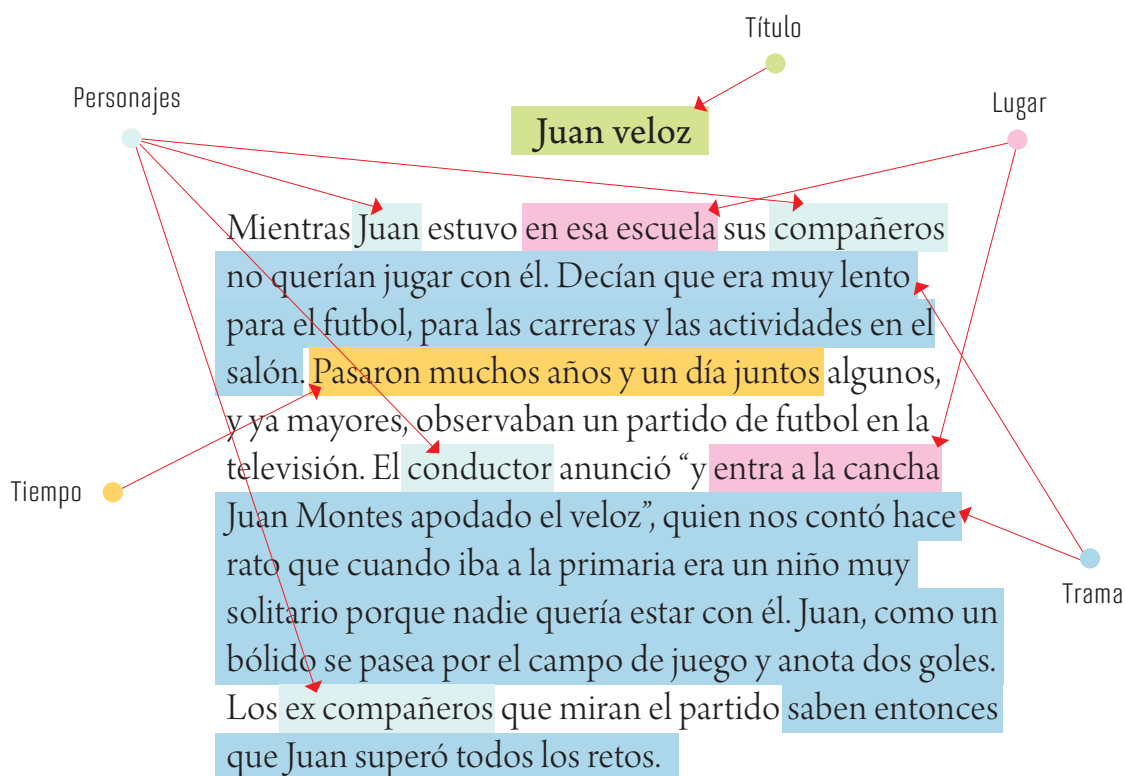 Título
Personajes
Lugar
Juan veloz
Mientras Juan estuvo en esa escuela sus compañeros
no querían jugar con él. Decían que era muy lento
para el futbol, para las carreras y las actividades en el
salón. Pasaron muchos años y un día juntos algunos,
y ya mayores, observaban un partido de futbol en la
televisión. El conductor anunció “y entra a la cancha
Tiempo
Juan Montes apodado el veloz”, quien nos contó hace
rato que cuando iba a la primaria era un niño muy
Trama
solitario porque nadie quería estar con él. Juan, como un
bólido se pasea por el campo de juego y anota dos goles.
Los ex compañeros que miran el partido saben entonces
que Juan superó todos los retos.